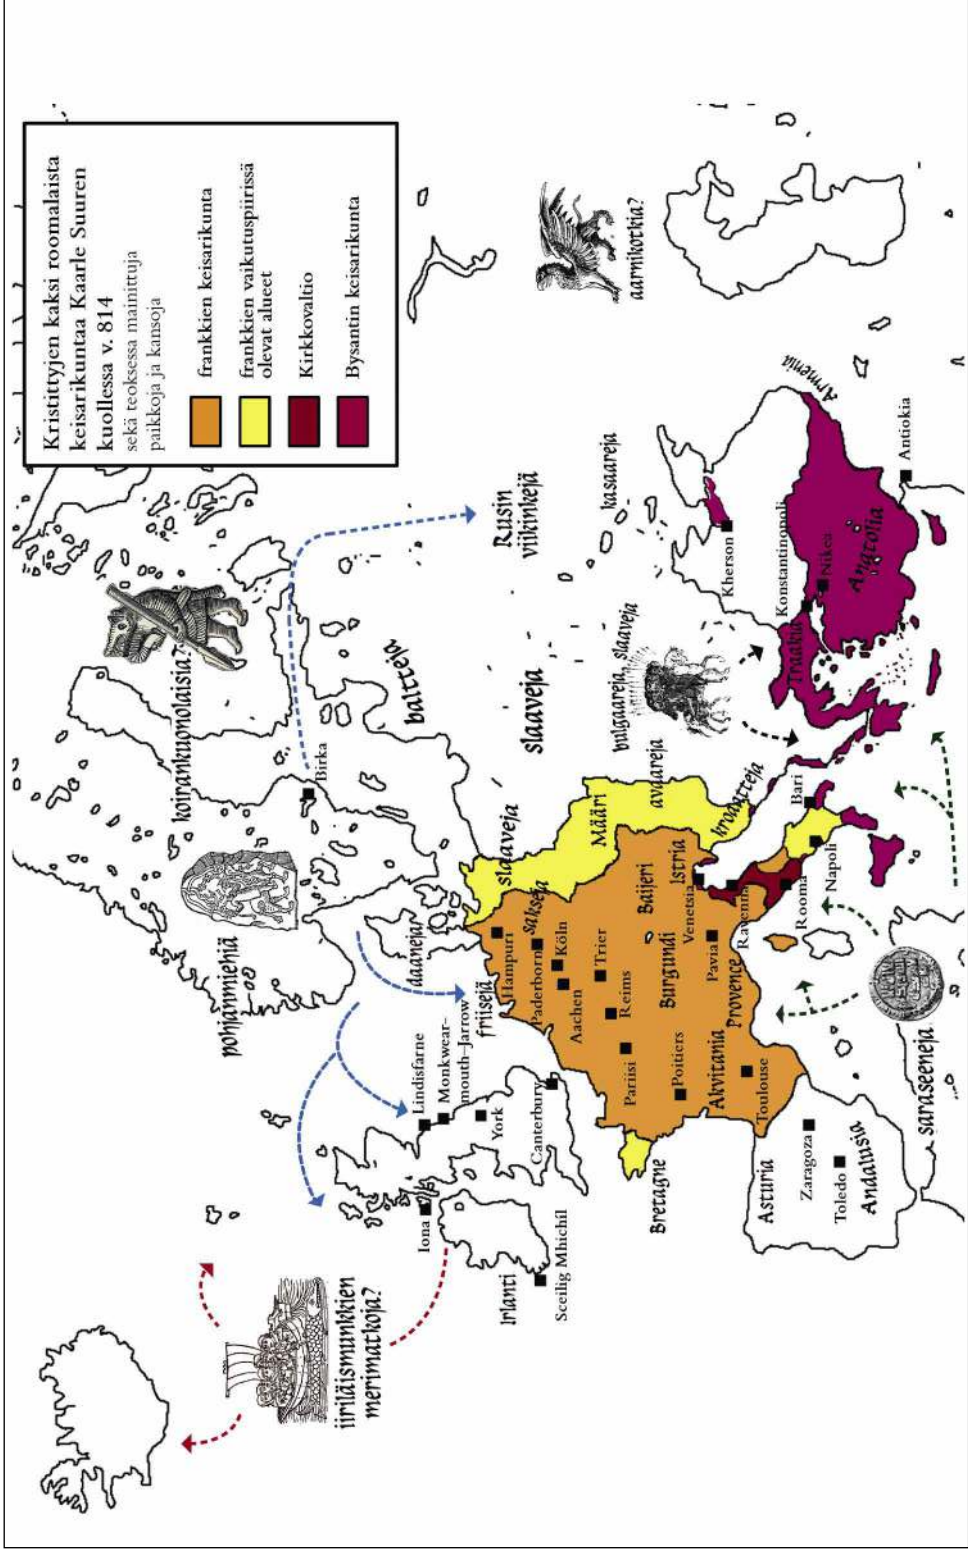 Kristittyjen kaksi roomalaista
keisarikuntaa Kaarle Suuren
kuollessa v. 814
sekä teoksessa mainittuja
paikkoja ja kansoja
frankkien keisarikunta
frankkien vaikutuspiirissä
olevat alueet
Kirkkovaltio
Bysantin keisarikunta
koirankuonolaisia?
pohjanmiehiä
Birka
iiriläismunkkien
merimatkoja?
daaneja
battteja
Rusin
viikinkejä
aarnikotkia?
kasaareja
slaaveja
slaaveja
Lindisfarne
Monkwear-
mouth–Jarrow
York
Canterbury
Iona
Irlanti
Sceilig Mhichíl
friisejä
sakseja
Hampuri
Paderborn
Köln
Aachen
Trier
Reims
Pariisi
Poitiers
Bretagne
Määri
avaareja
kroaatteja
bulgaareja, slaaveja
Baijeri
Istria
Burgundi
Venetsia
Pavia
Ravenna
Provence
Akvitania
Toulouse
Rooma
Napoli
Bari
Kherson
Konstantinopoli
Nikea
Traakia
Anatolia
Armenia
Antiokia
Asturia
Zaragoza
Toledo
Andalusia
saraseeneja